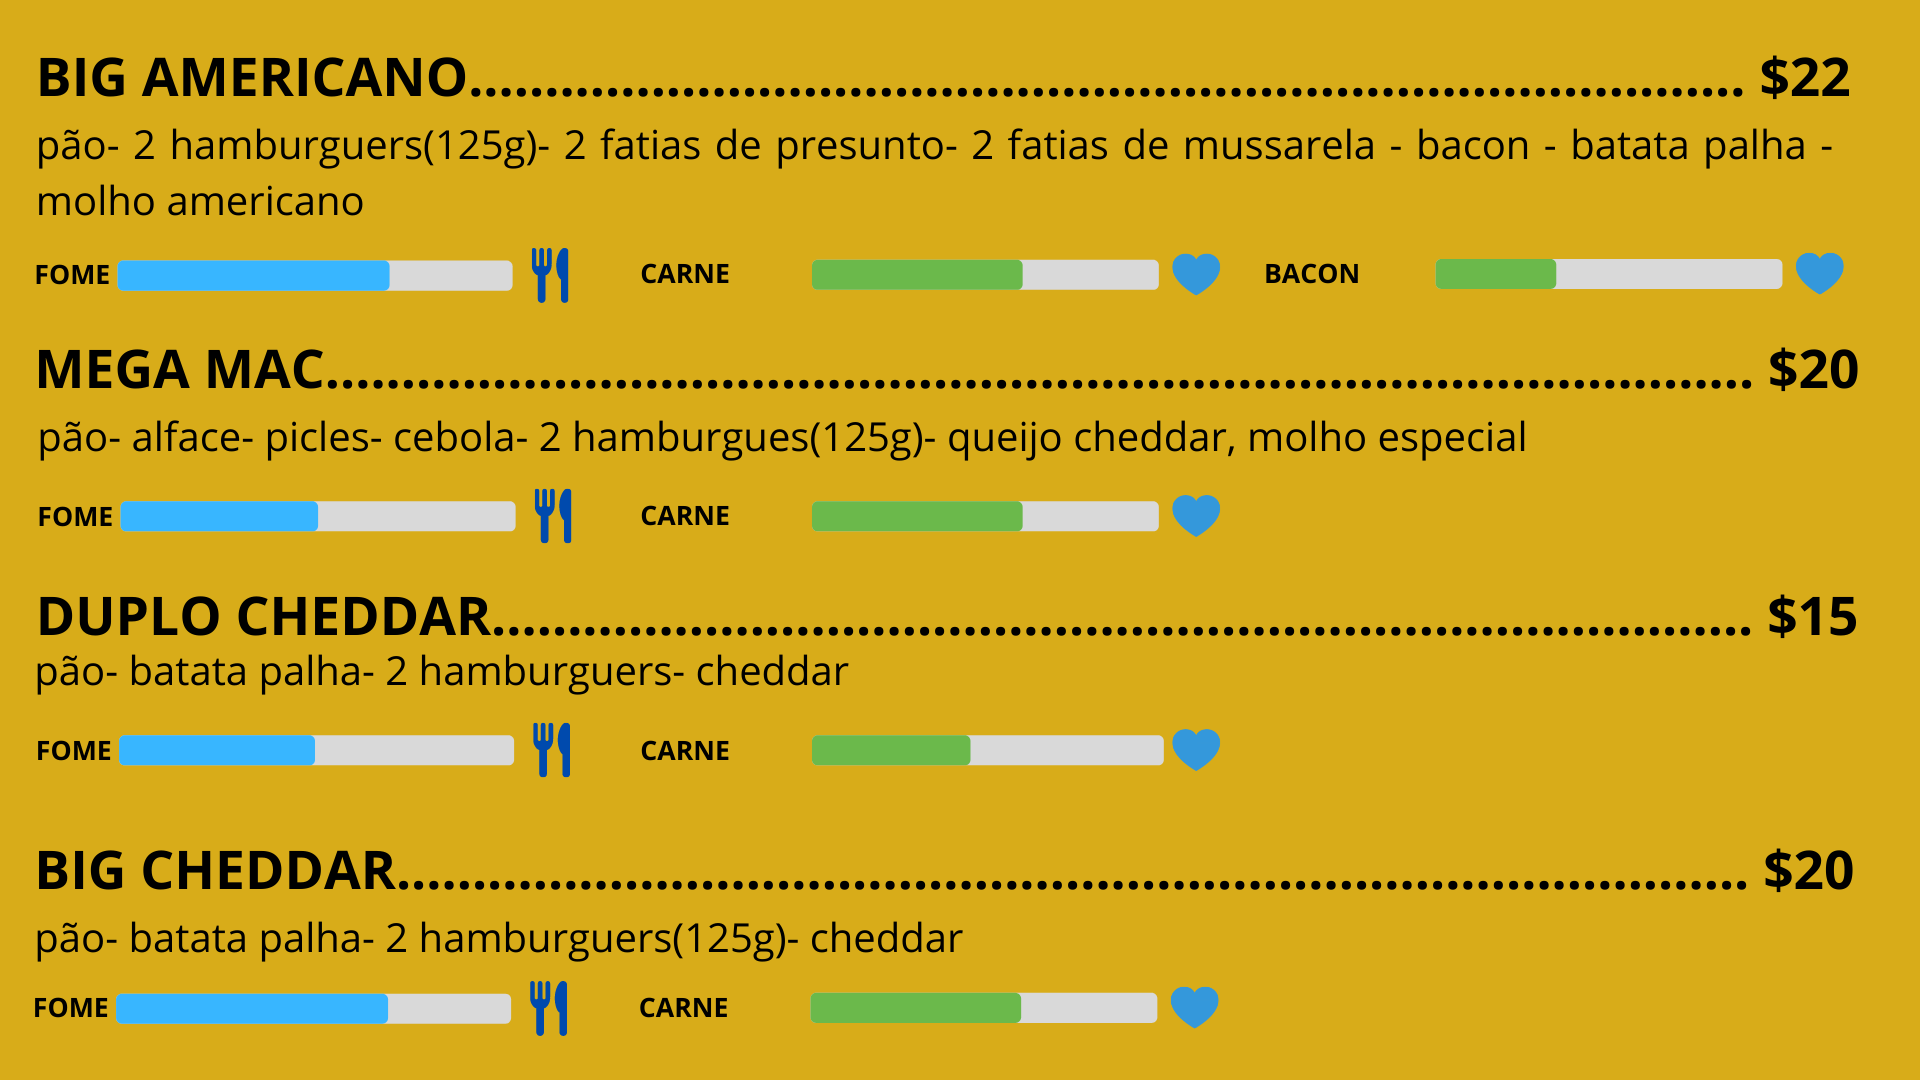 BIG AMERICANO.................................................................................... $22
pão- 2 hamburguers(125g)- 2 fatias de presunto- 2 fatias de mussarela - bacon - batata palha -
molho americano
FOME CARNE BACON
MEGA MAC.............................................................................................. $20
pão- alface- picles- cebola- 2 hamburgues(125g)- queijo cheddar, molho especial
FOME CARNE
DUPLO CHEDDAR................................................................................... $15
pão- batata palha- 2 hamburguers- cheddar
FOME CARNE
BIG CHEDDAR......................................................................................... $20
pão- batata palha- 2 hamburguers(125g)- cheddar
FOME CARNE